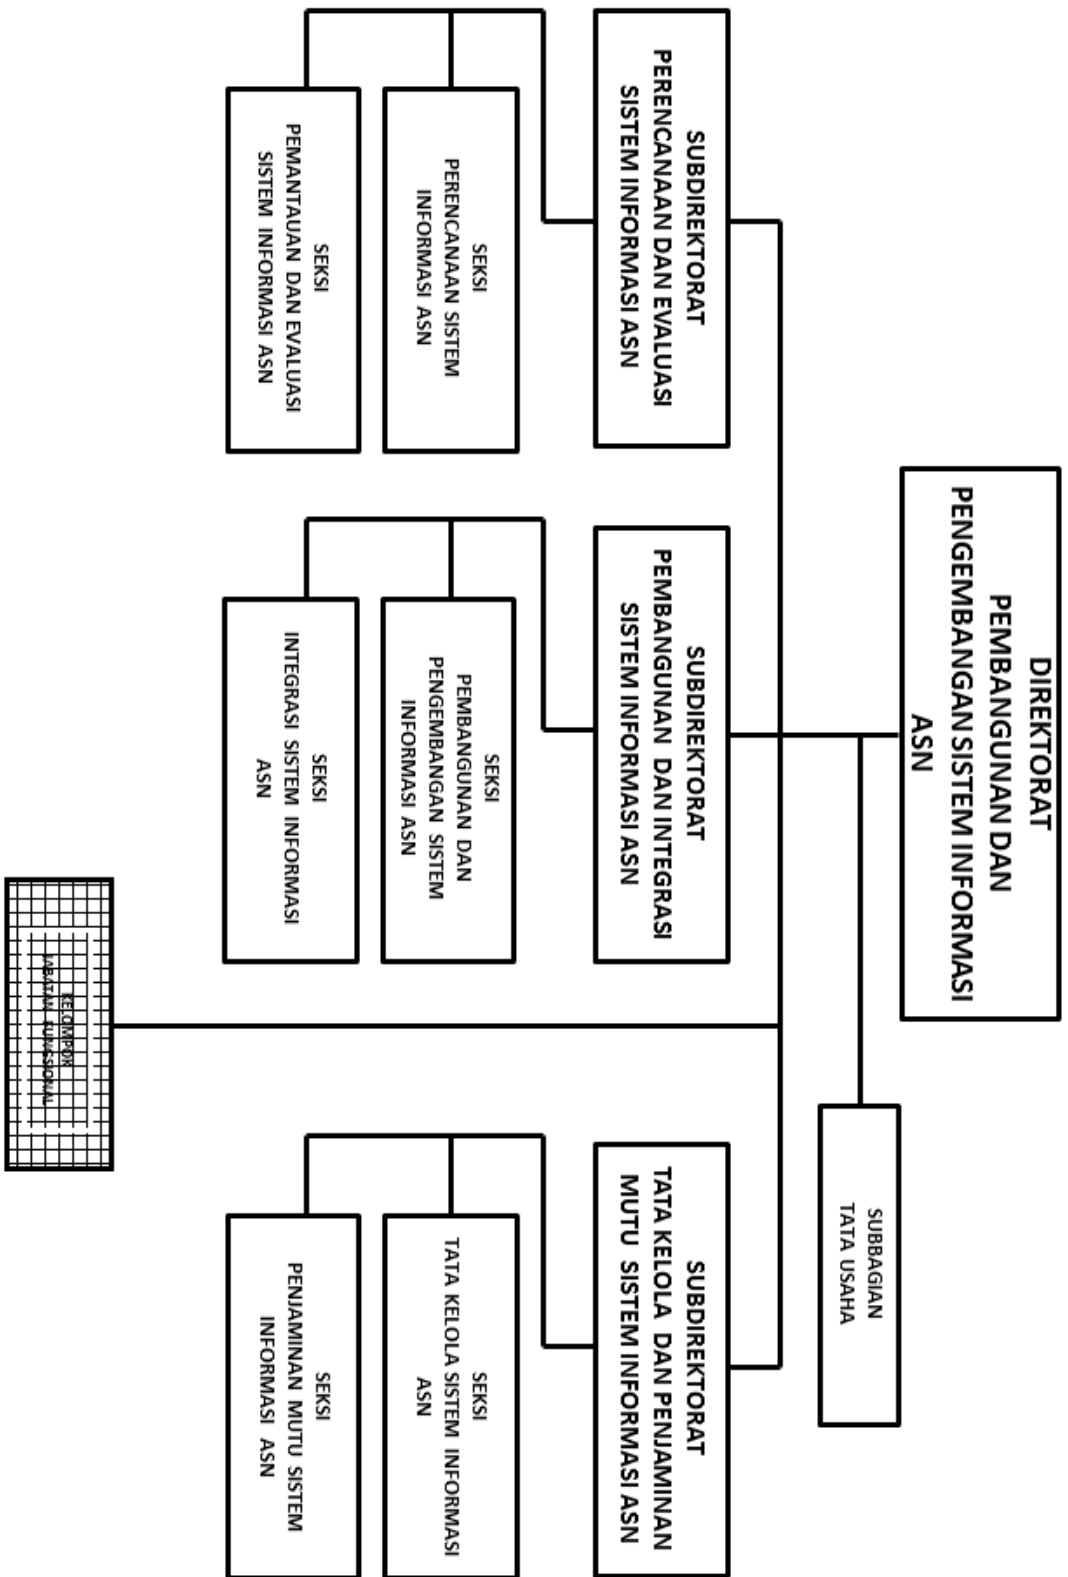 DIREKTORAT
PEMBANGUNAN DAN
PENGEMBANGAN SISTEM INFORMASI
ASN
SUBBAGIAN
TATA USAHA
SUBDIREKTORAT
PERENCANAAN DAN EVALUASI
SISTEM INFORMASI ASN
SUBDIREKTORAT
PEMBANGUNAN DAN INTEGRASI
SISTEM INFORMASI ASN
SUBDIREKTORAT
TATA KELOLA DAN PENJAMINAN
MUTU SISTEM INFORMASI ASN
SEKSI
PERENCANAAN SISTEM
INFORMASI ASN
SEKSI
PEMBANGUNAN DAN
PENGEMBANGAN SISTEM
INFORMASI ASN
SEKSI
TATA KELOLA SISTEM INFORMASI
ASN
SEKSI
PEMANTAUAN DAN EVALUASI
SISTEM INFORMASI ASN
SEKSI
INTEGRASI SISTEM INFORMASI
ASN
SEKSI
PENJAMINAN MUTU SISTEM
INFORMASI ASN
KELOMPOK
JABATAN FUNGSIONAL